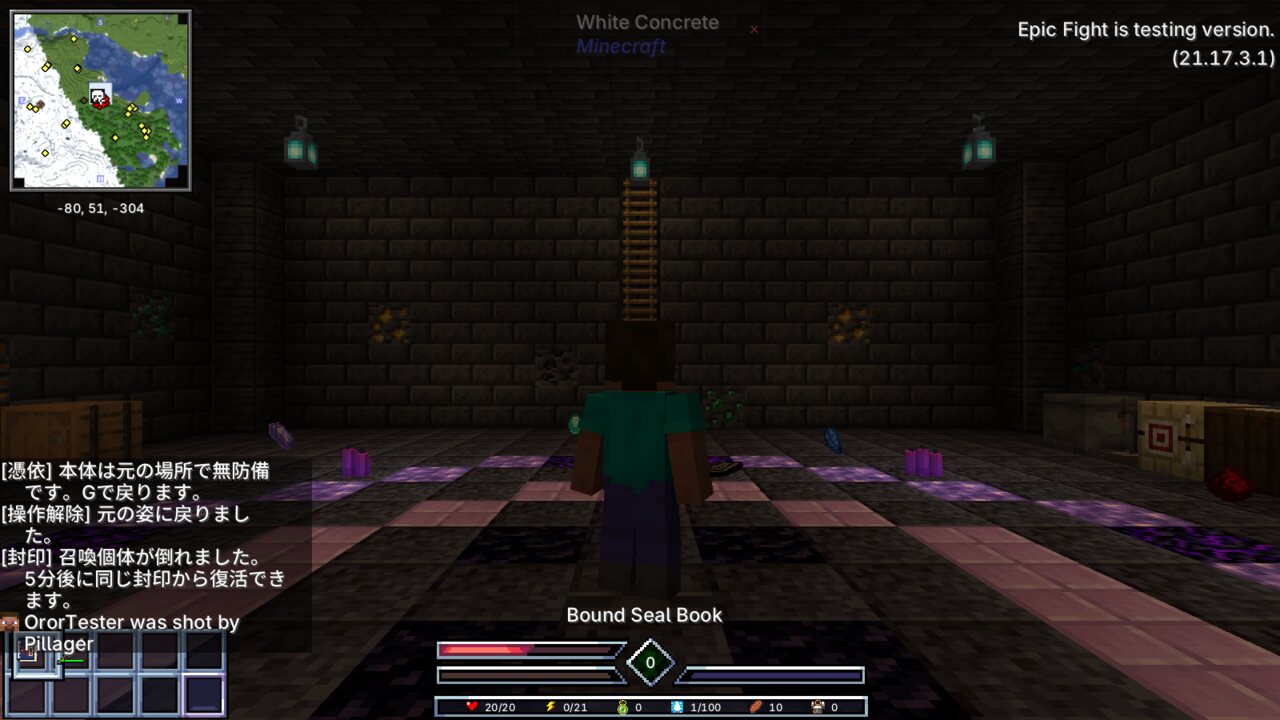 White Concrete
Minecraft
Epic Fight is testing version.
(21.17.3.1)
-80, 51, -304
[憑依] 本体は元の場所で無防備
です。Gで戻ります。
[操作解除] 元の姿に戻りまし
た。
[封印] 召喚個体が倒れました。
5分後に同じ封印から復活でき
ます。
OrorTester was shot by
Pillager
Bound Seal Book
0
20/20 0/21 0 1/100 10 0